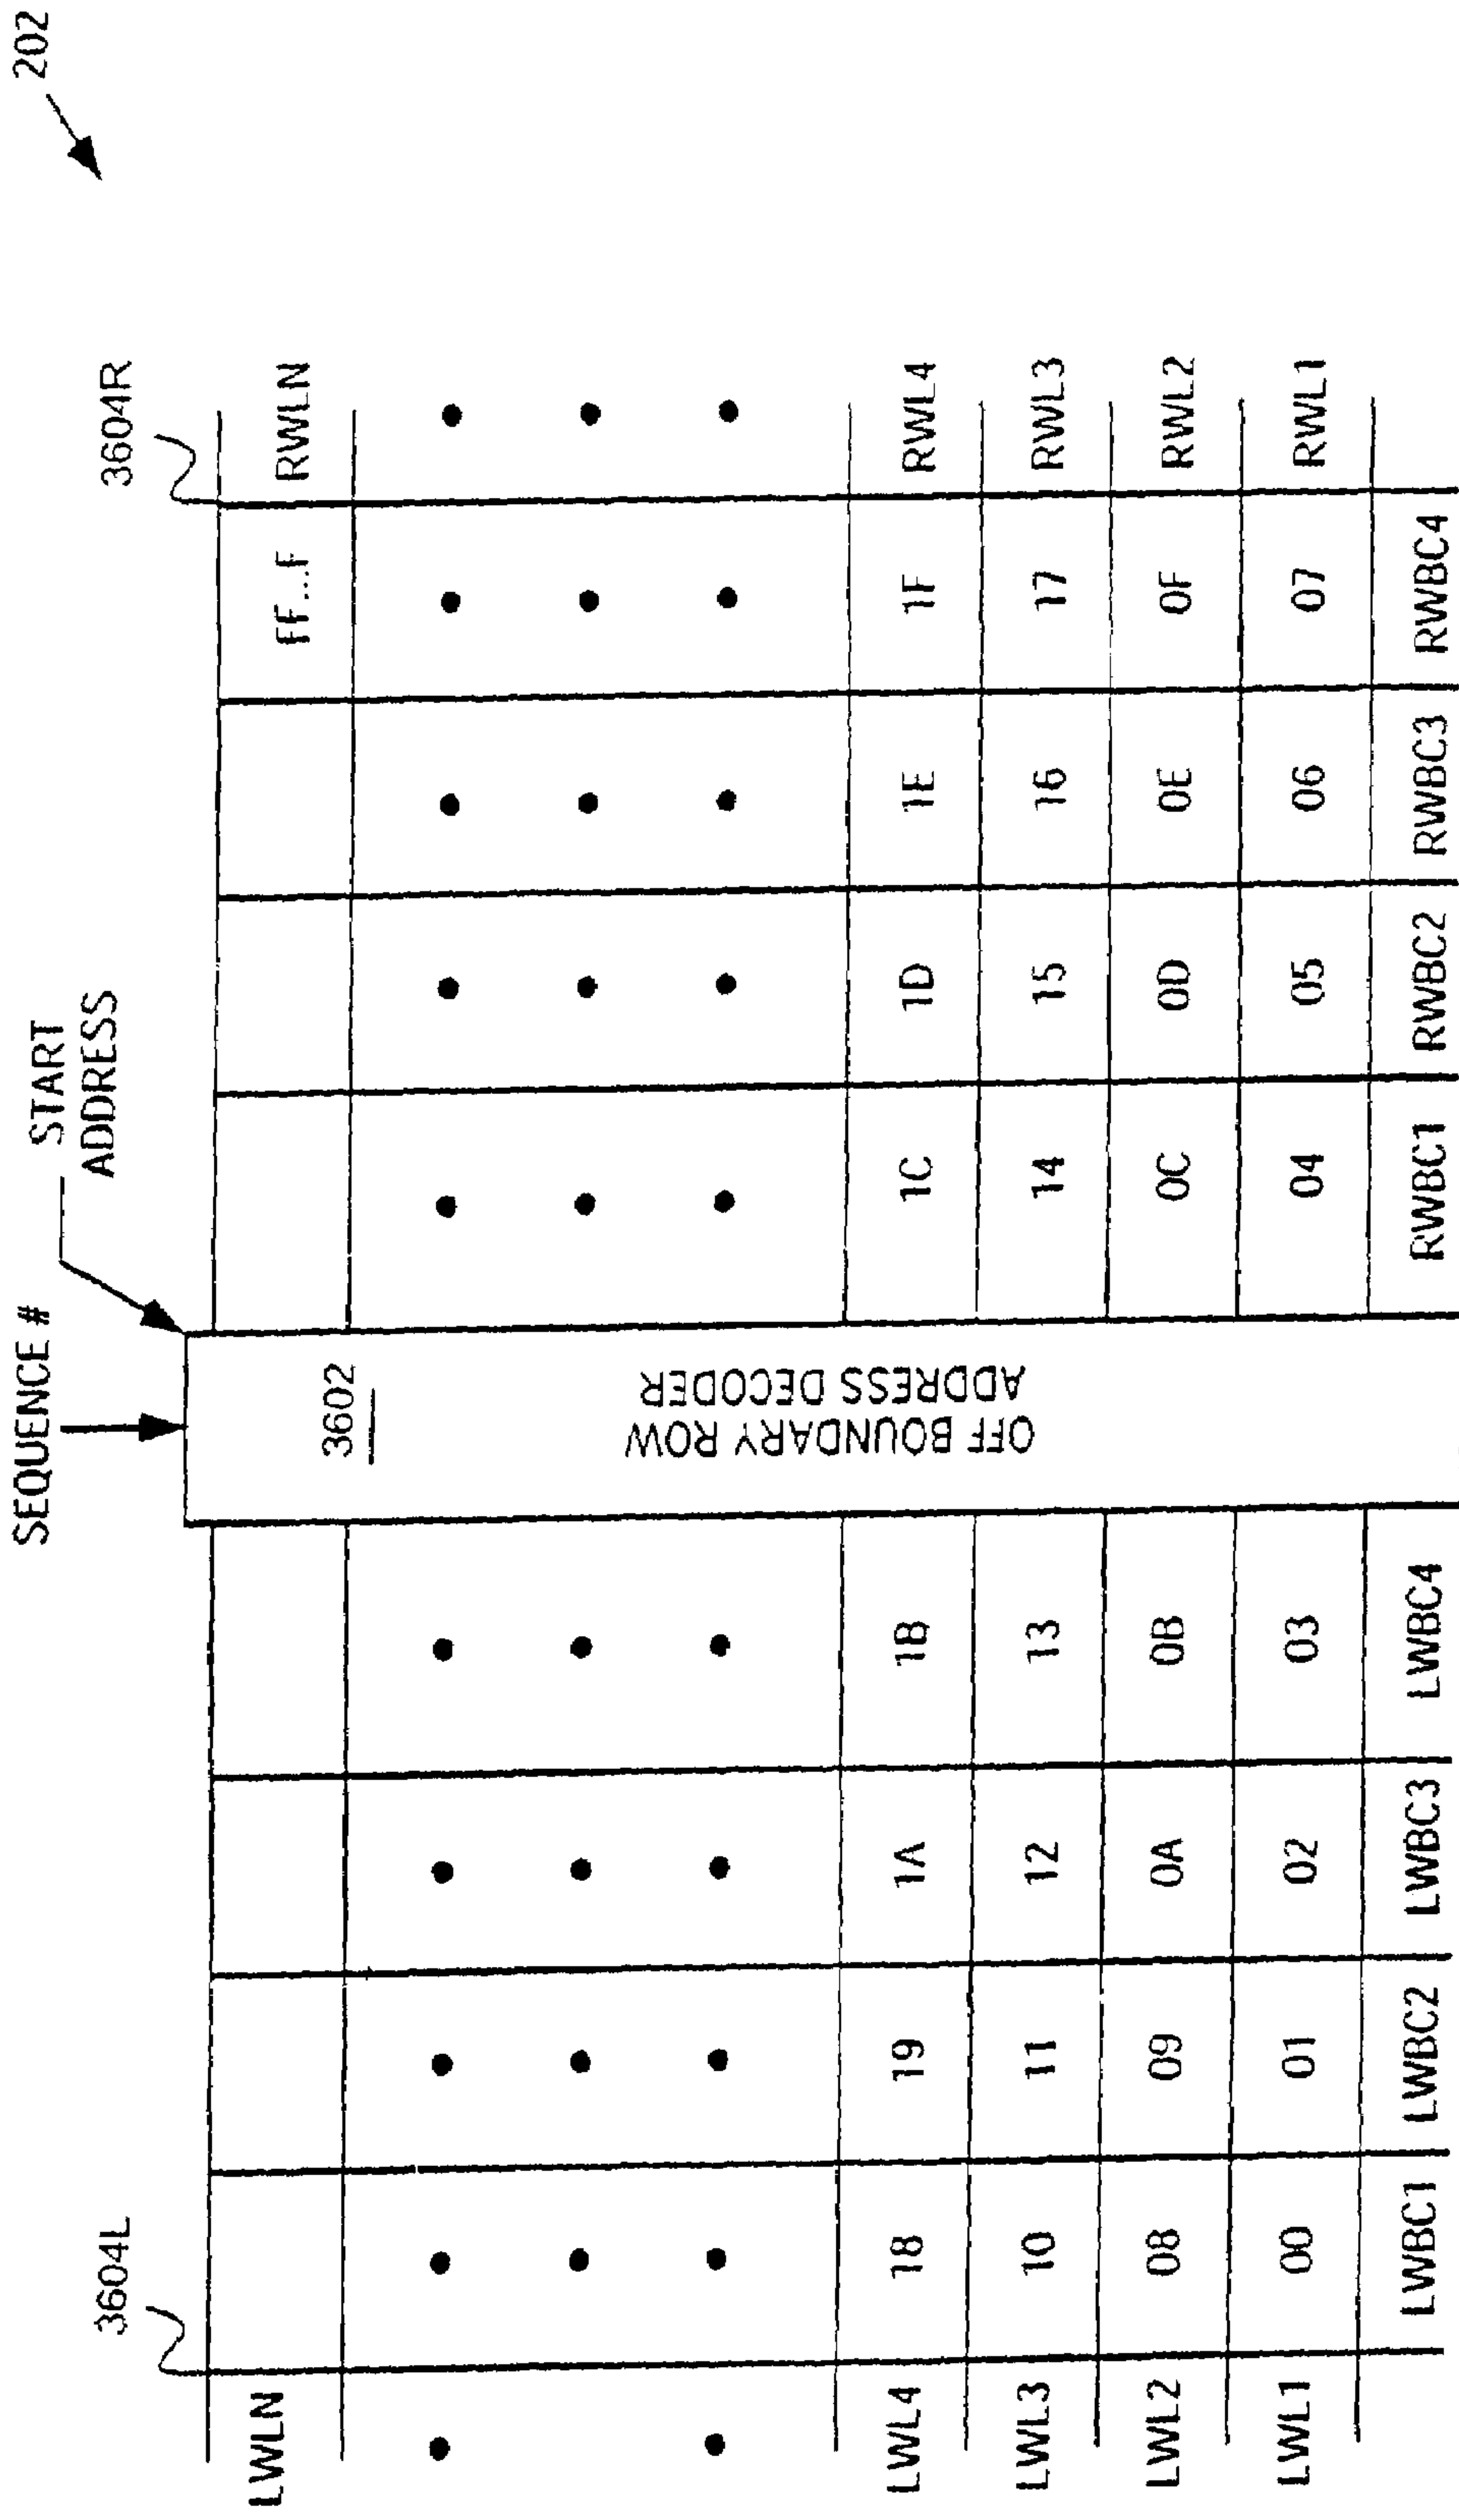 202
SEQUENCE #
START
ADDRESS
3604L
3604R
LWLN
3602
FF...F
RWLN
OFF BOUNDARY ROW
ADDRESS DECODER
LWL4 18 19 1A 1B 1C 1D 1E 1F RWL4
LWL3 10 11 12 13 14 15 16 17 RWL3
LWL2 08 09 0A 0B 0C 0D 0E 0F RWL2
LWL1 00 01 02 03 04 05 06 07 RWL1
LWBC1 LWBC2 LWBC3 LWBC4 RWBC1 RWBC2 RWBC3 RWBC4